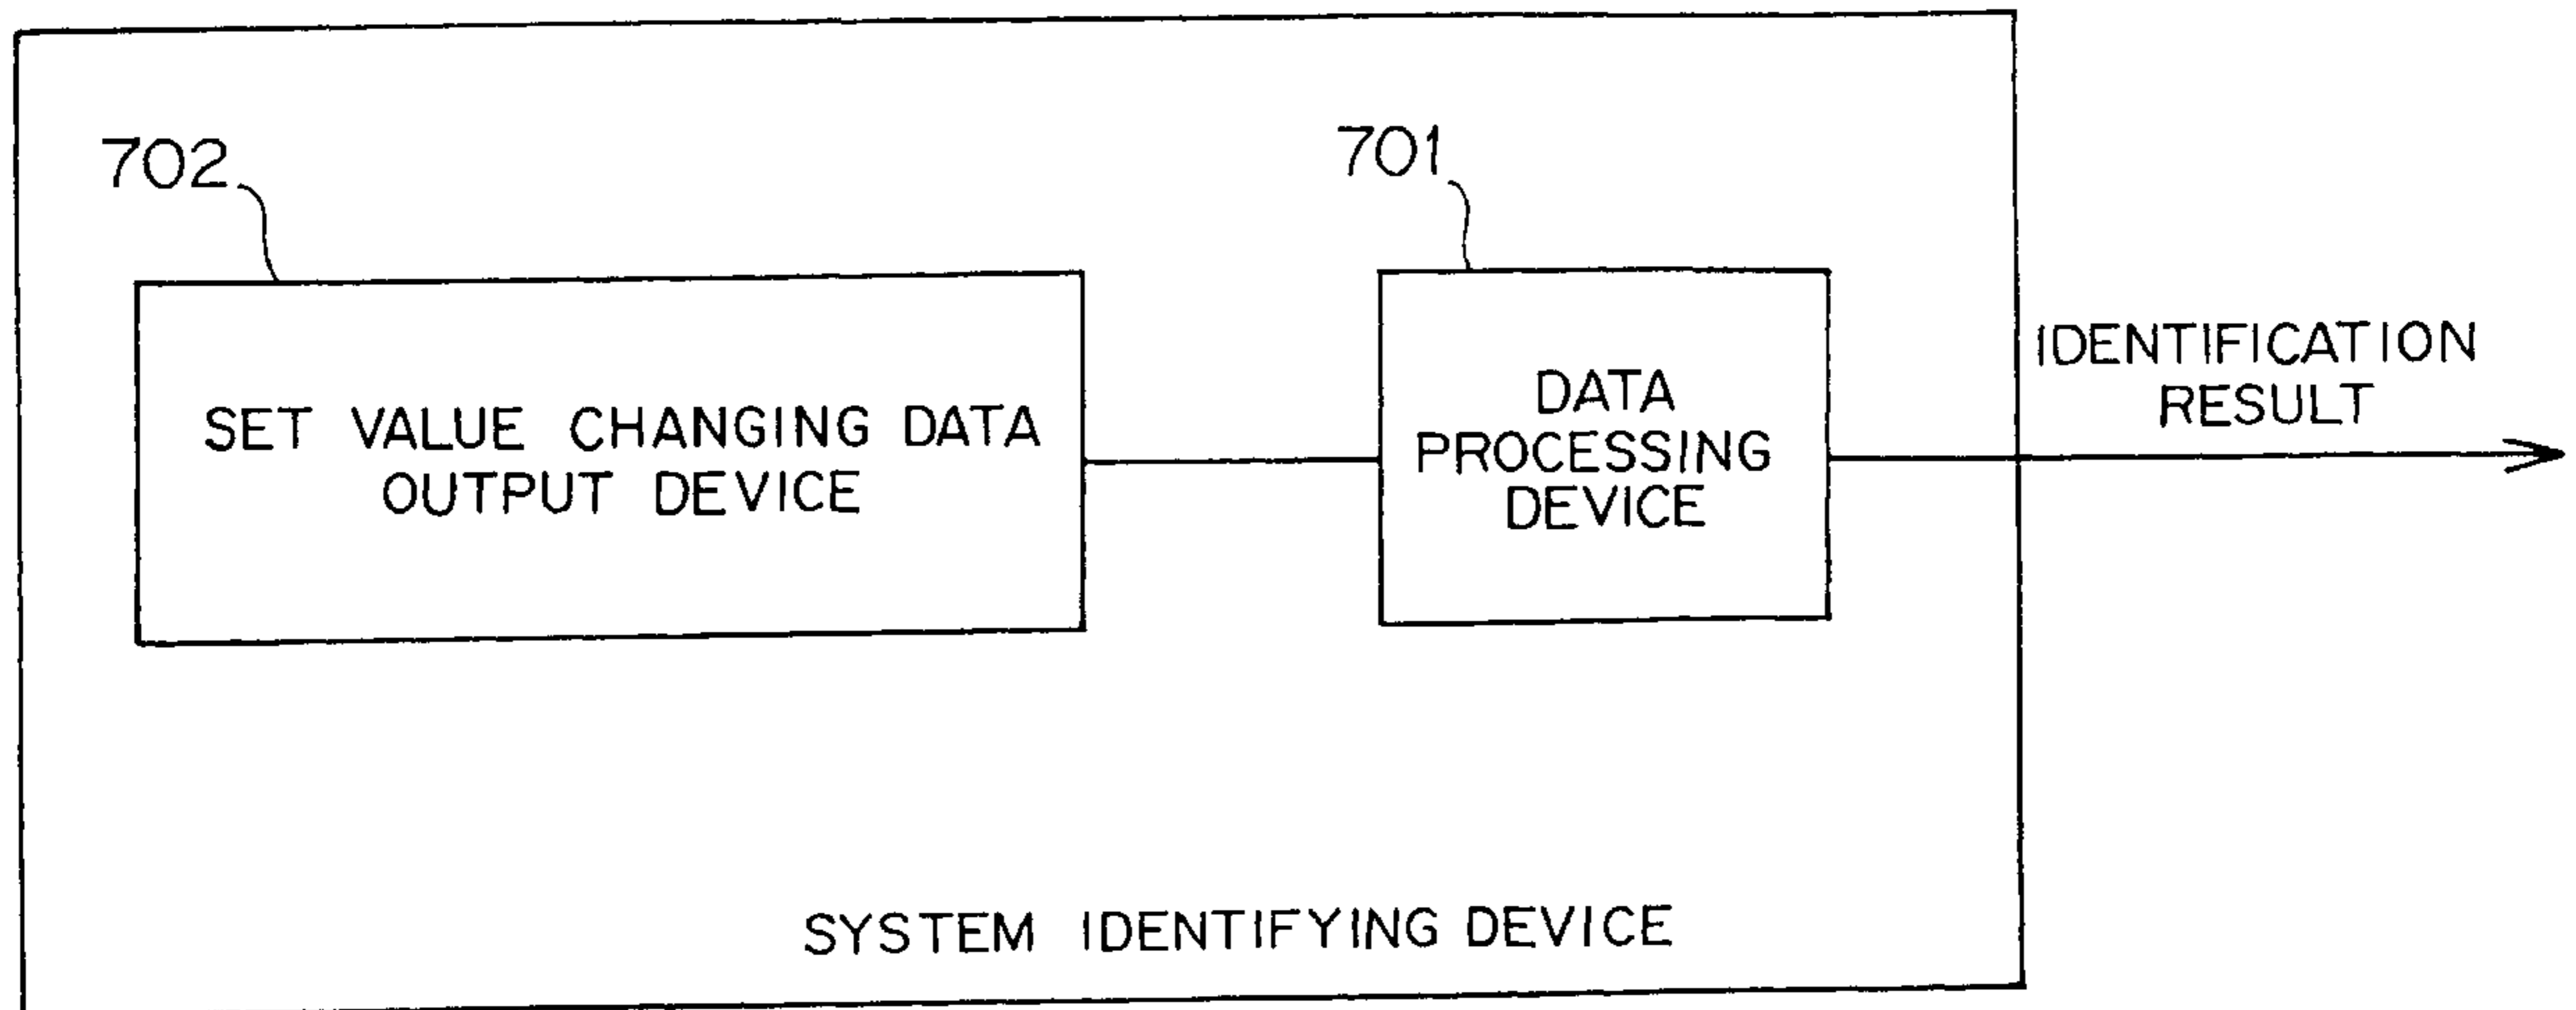 702
701
SET VALUE CHANGING DATA
OUTPUT DEVICE
DATA
PROCESSING
DEVICE
IDENTIFICATION
RESULT
SYSTEM IDENTIFYING DEVICE